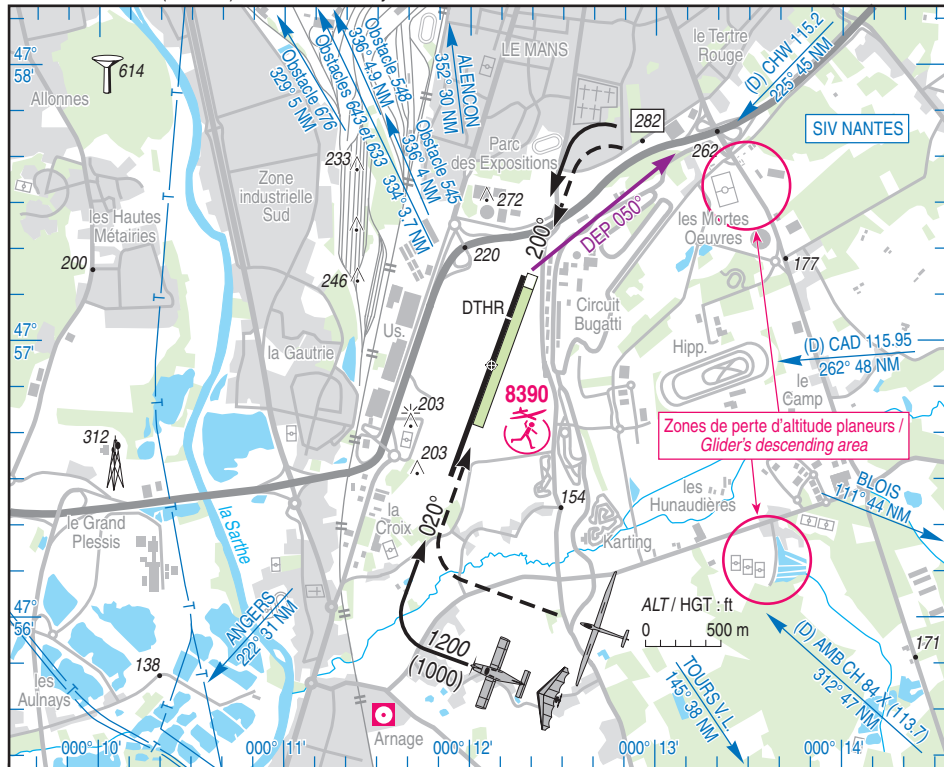 47°
58'
614
Allonnes
Obstacle 676
329° 5 NM
Obstacles 643 et 633
334° 3.7 NM
Obstacle 548
336° 4.9 NM
Obstacle 545
336° 4 NM
ALENCON
352° 30 NM
LE MANS
le Tertre
Rouge
(D) CHW 115.2
225° 45 NM
SIV NANTES
282
262
Parc
des Expositions
272
233
Zone
industrielle
Sud
les Hautes
Métairies
200
246
220
200°
DEP 050°
les Mortes
Oeuvres
177
47°
57'
DTHR
Us.
la Gautrie
Circuit
Bugatti
Hipp.
(D) CAD 115.95
262° 48 NM
le
Camp
8390
203
203
312
Zones de perte d'altitude planeurs /
Glider's descending area
BLOIS
111° 44 NM
le Grand
Plessis
la Sarthe
la
Croix
020°
154
les
Hunaudières
Karting
47°
56'
ANGERS
222° 31 NM
138
les
Aulnays
1200
(1000)
ALT / HGT : ft
0 500 m
171
(D) AMB CH 84 X (113.7)
312° 47 NM
TOURS V. L.
145° 38 NM
Arnage
000° 10'
000° 11'
000° 12'
000° 13'
000° 14'